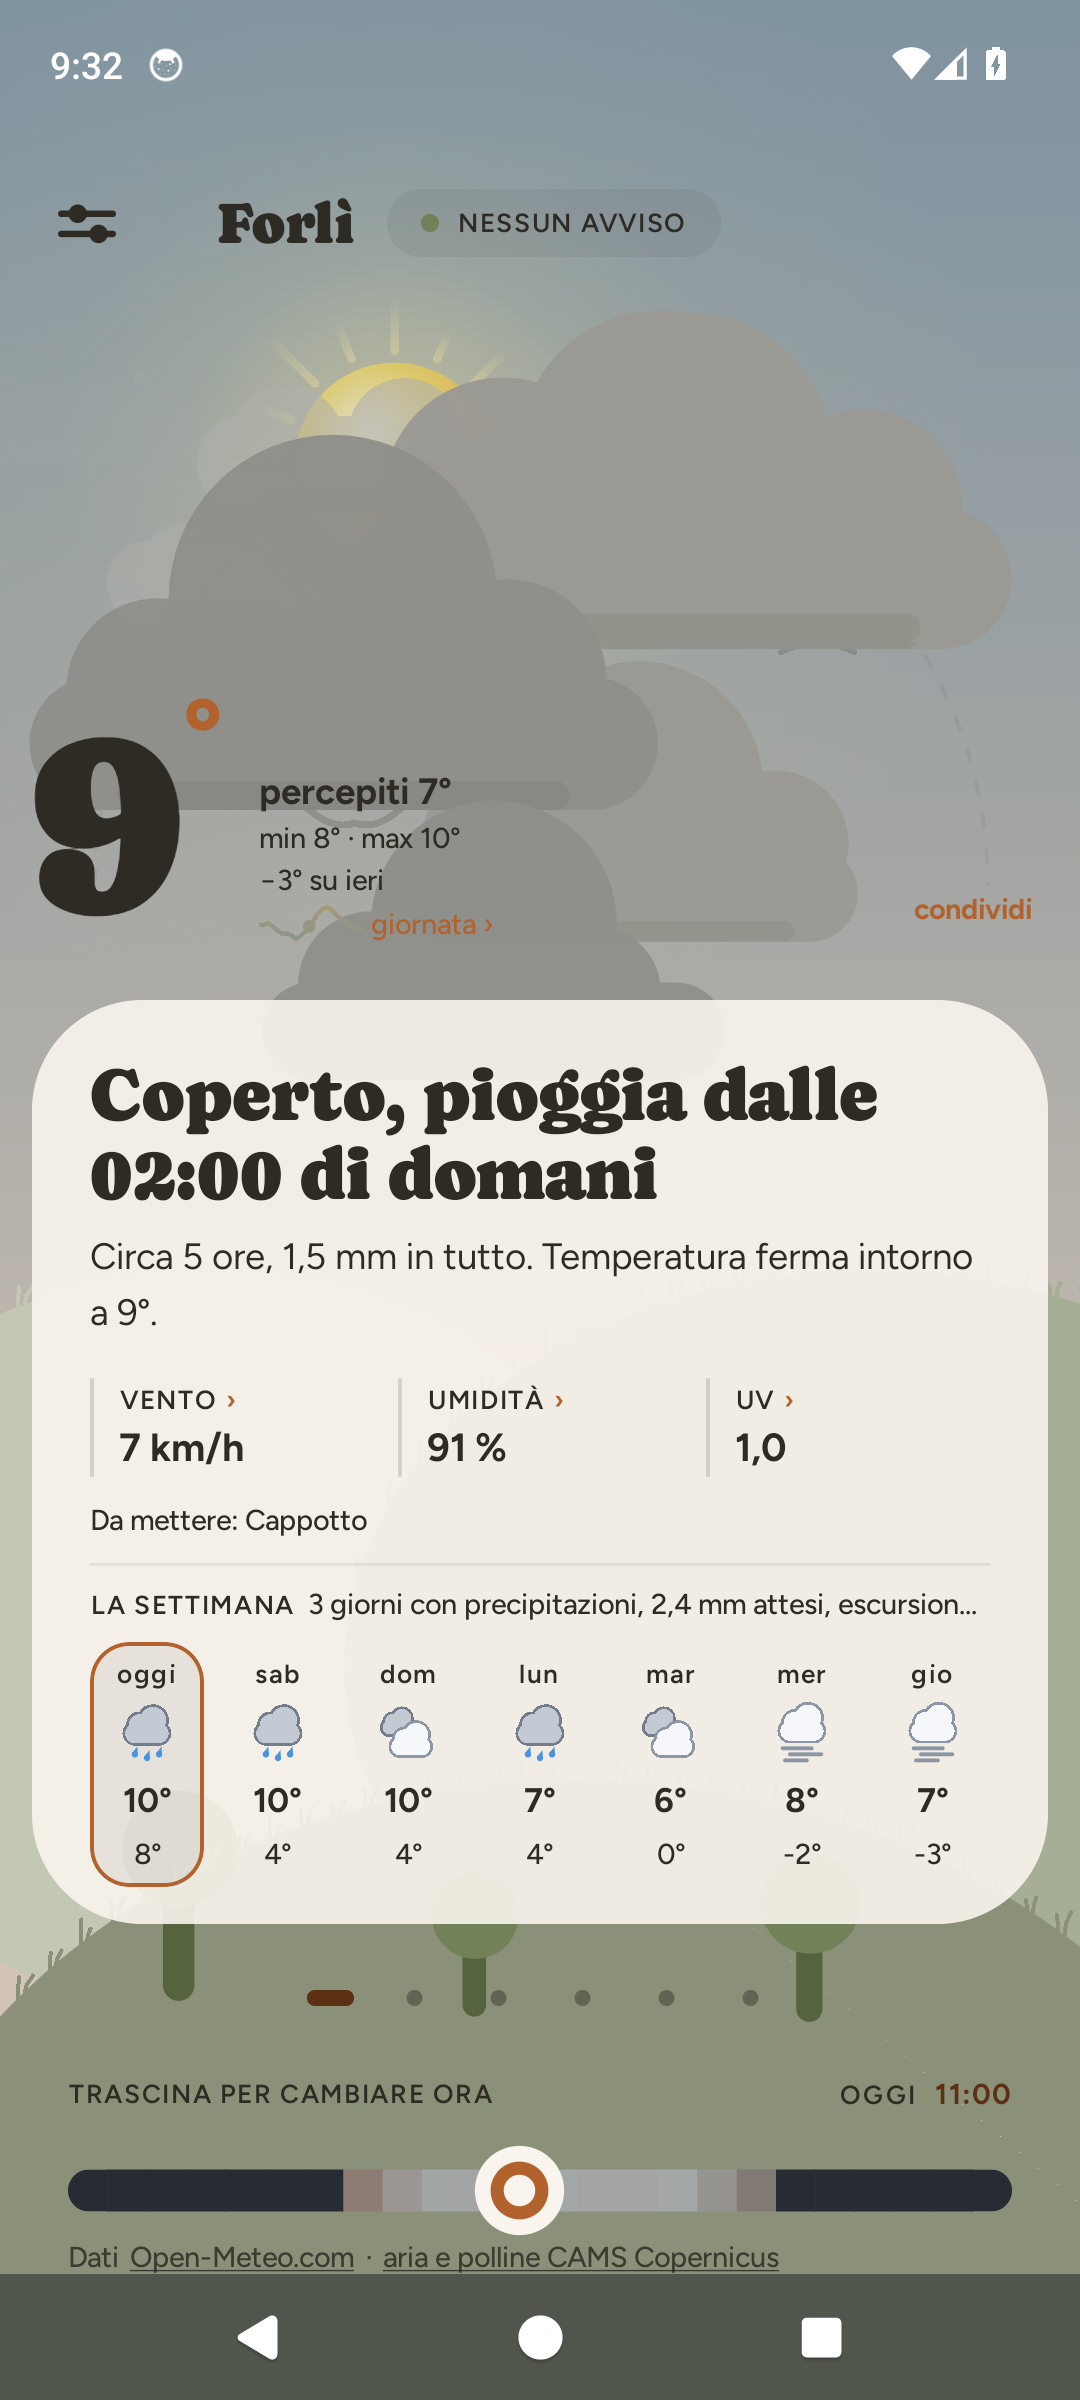 9:32
Forlì
NESSUN AVVISO
9°
percepiti 7°
min 8° · max 10°
−3° su ieri
giornata ›
condividi
Coperto, pioggia dalle
02:00 di domani
Circa 5 ore, 1,5 mm in tutto. Temperatura ferma intorno
a 9°.
VENTO › UMIDITÀ › UV ›
7 km/h 91 % 1,0
Da mettere: Cappotto
LA SETTIMANA 3 giorni con precipitazioni, 2,4 mm attesi, escursion...
oggi sab dom lun mar mer gio
10° 10° 10° 7° 6° 8° 7°
8° 4° 4° 4° 0° -2° -3°
TRASCINA PER CAMBIARE ORA OGGI 11:00
Dati Open-Meteo.com · aria e polline CAMS Copernicus